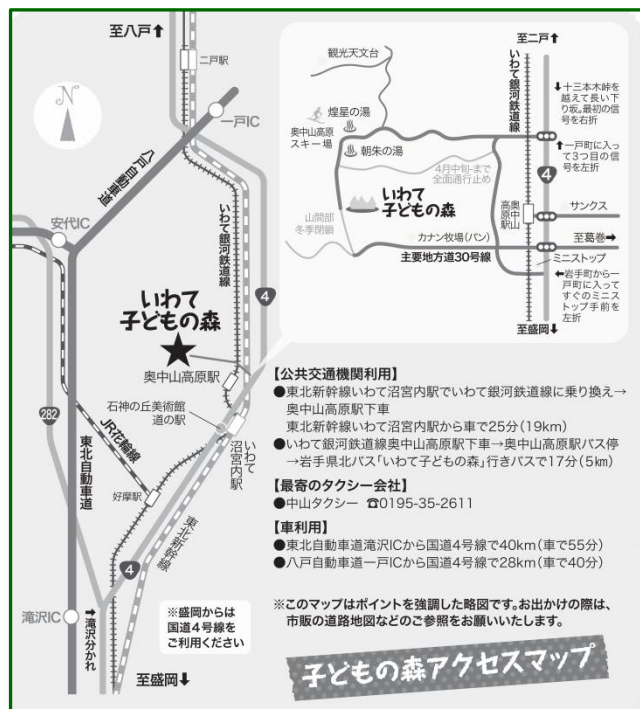 至八戸↑
二戸駅
N
一戸IC
八戸自動車道
安代IC
いわて銀河鉄道線
4
いわて
子どもの森
奥中山高原駅
282
石神の丘美術館
道の駅
JR花輪線
いわて
沼宮内駅
東北自動車道
好摩駅
東北新幹線
4
滝沢IC
→滝沢分かれ
※盛岡からは
国道4号線を
ご利用ください
至盛岡↓
至二戸↑
観光天文台
いわて銀河鉄道線
↓十三本木峠を
越えて長い下
り坂。最初の信
号を右折
煌星の湯
奥中山高原
スキー場
朝朱の湯
↑一戸町に入っ
て3つ目の信
号を左折
4月中旬-まで
全面通行止め
4
いわて
子どもの森
奥中山
高原駅
サンクス
山間部
冬季閉鎖
カナン牧場(パン)
至葛巻→
主要地方道30号線
ミニストップ
←岩手町から一
戸町に入って
すぐのミニス
トップ手前を
左折
至盛岡↓
【公共交通機関利用】
●東北新幹線いわて沼宮内駅でいわて銀河鉄道線に乗り換え→
奥中山高原駅下車
東北新幹線いわて沼宮内駅から車で25分(19km)
●いわて銀河鉄道線奥中山高原駅下車→奥中山高原駅バス停
→岩手県北バス「いわて子どもの森」行きバスで17分(5㎞)
【最寄のタクシー会社】
●中山タクシー ☎0195-35-2611
【車利用】
●東北自動車道滝沢ICから国道4号線で40km(車で55分)
●八戸自動車道一戸ICから国道4号線で28km(車で40分)
※このマップはポイントを強調した略図です。お出かけの際は、
市販の道路地図などのご参照をお願いいたします。
子どもの森アクセスマップ